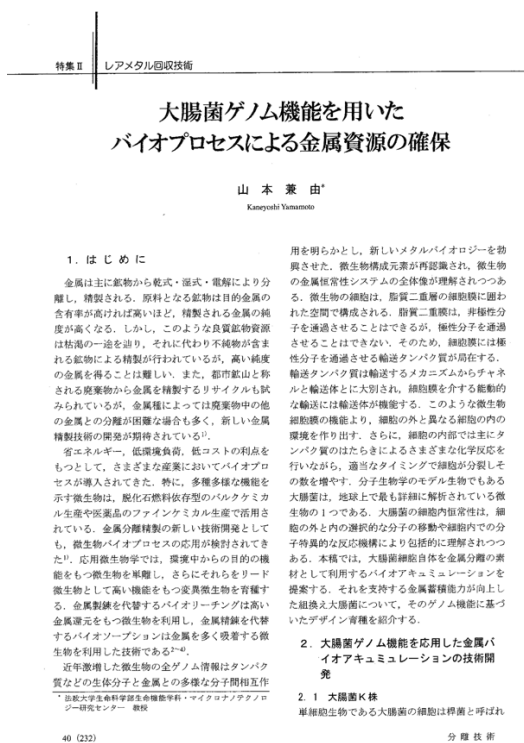 特集Ⅱ
レアメタル回収技術
大腸菌ゲノム機能を用いた
バイオプロセスによる金属資源の確保
山本兼由*
Kaneyoshi Yamamoto
1. はじめに
金属は主に鉱物から乾式・湿式・電解により分
離し，精製される．原料となる鉱物は目的金属の
含有率が高ければ高いほど，精製される金属の純
度が高くなる．しかし，このような良質鉱物資源
は枯渇の一途を辿り，それに代わり不純物が含ま
れる鉱物による精製が行われているが，高い純度
の金属を得ることは難しい．また，都市鉱山と称
される廃棄物から金属を精製するリサイクルも試
みられているが，金属種によっては廃棄物中の他
の金属との分離が困難な場合も多く，新しい金属
精製技術の開発が期待されている¹⁾．
省エネルギー，低環境負荷，低コストの利点を
もつとして，さまざまな産業においてバイオプロ
セスが導入されてきた．特に，多種多様な機能を
示す微生物は，脱化石燃料依存型のバルクケミカ
ル生産や医薬品のファインケミカル生産で活用さ
れている．金属分離精製の新しい技術開発として
も，微生物バイオプロセスの応用が検討されてき
た¹⁾．応用微生物学では，環境中からの目的の機
能をもつ微生物を単離し，さらにそれらをリード
微生物として高い機能をもつ変異微生物を育種す
る．金属製錬を代替するバイオリーチングは高い
金属還元をもつ微生物を利用し，金属精錬を代替
するバイオソープションは金属を多く吸着する微
生物を利用した技術である²⁻⁴⁾．
近年激増した微生物の全ゲノム情報はタンパク
質などの生体分子と金属との多様な分子間相互作
*法政大学生命科学部生命機能学科・マイクロナノテクノロ
ジー研究センター 教授
用を明らかとし，新しいメタルバイオロジーを勃
興させた．微生物構成元素が再認識され，微生物
の金属恒常性システムの全体像が理解されつつあ
る．微生物の細胞は，脂質二重層の細胞膜に囲わ
れた空間で構成される．脂質二重膜は，非極性分
子を通過させることはできるが，極性分子を通過
させることはできない．そのため，細胞膜には極
性分子を通過させる輸送タンパク質が局在する．
輸送タンパク質は輸送するメカニズムからチャネ
ルと輸送体とに大別され，細胞膜を介する能動的
な輸送には輸送体が機能する．このような微生物
細胞膜の機能より，細胞の外と異なる細胞の内の
環境を作り出す．さらに，細胞の内部では主にタ
ンパク質のはたらきによるさまざまな化学反応を
行いながら，適当なタイミングで細胞が分裂しそ
の数を増やす．分子生物学のモデル生物でもある
大腸菌は，地球上で最も詳細に解析されている微
生物の１つである．大腸菌の細胞内恒常性は，細
胞の外と内の選択的な分子の移動や細胞内での分
子特異的な反応機構により包括的に理解されつつ
ある．本稿では，大腸菌細胞自体を金属分離の素
材として利用するバイオアキュミュレーションを
提案する．それを支持する金属蓄積能力が向上し
た組換え大腸菌について，そのゲノム機能に基づ
いたデザイン育種を紹介する．
2. 大腸菌ゲノム機能を応用した金属バ
イオアキュミュレーションの技術開
発
2.1 大腸菌K株
単細胞生物である大腸菌の細胞は桿菌と呼ばれ
40（232）
分離技術